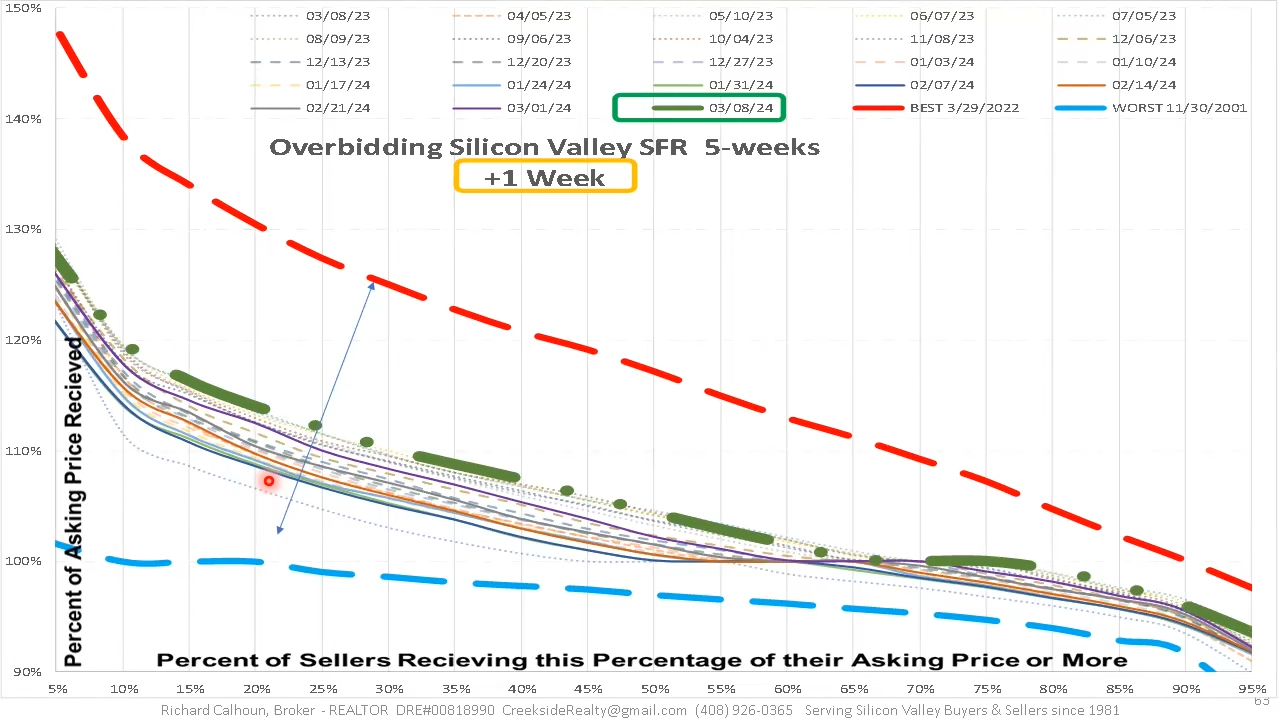 150%
03/08/23 04/05/23 05/10/23 06/07/23 07/05/23
08/09/23 09/06/23 10/04/23 11/08/23 12/06/23
12/13/23 12/20/23 12/27/23 01/03/24 01/10/24
01/17/24 01/24/24 01/31/24 02/07/24 02/14/24
02/21/24 03/01/24 03/08/24 BEST 3/29/2022 WORST 11/30/2001
140%
Overbidding Silicon Valley SFR 5-weeks
+1 Week
130%
120%
110%
100%
90%
Percent of Asking Price Recieved
Percent of Sellers Recieving this Percentage of their Asking Price or More
5% 10% 15% 20% 25% 30% 35% 40% 45% 50% 55% 60% 65% 70% 75% 80% 85% 90% 95%
63
Richard Calhoun, Broker - REALTOR DRE#00818990 CreeksideRealty@gmail.com (408) 926-0365 Serving Silicon Valley Buyers & Sellers since 1981